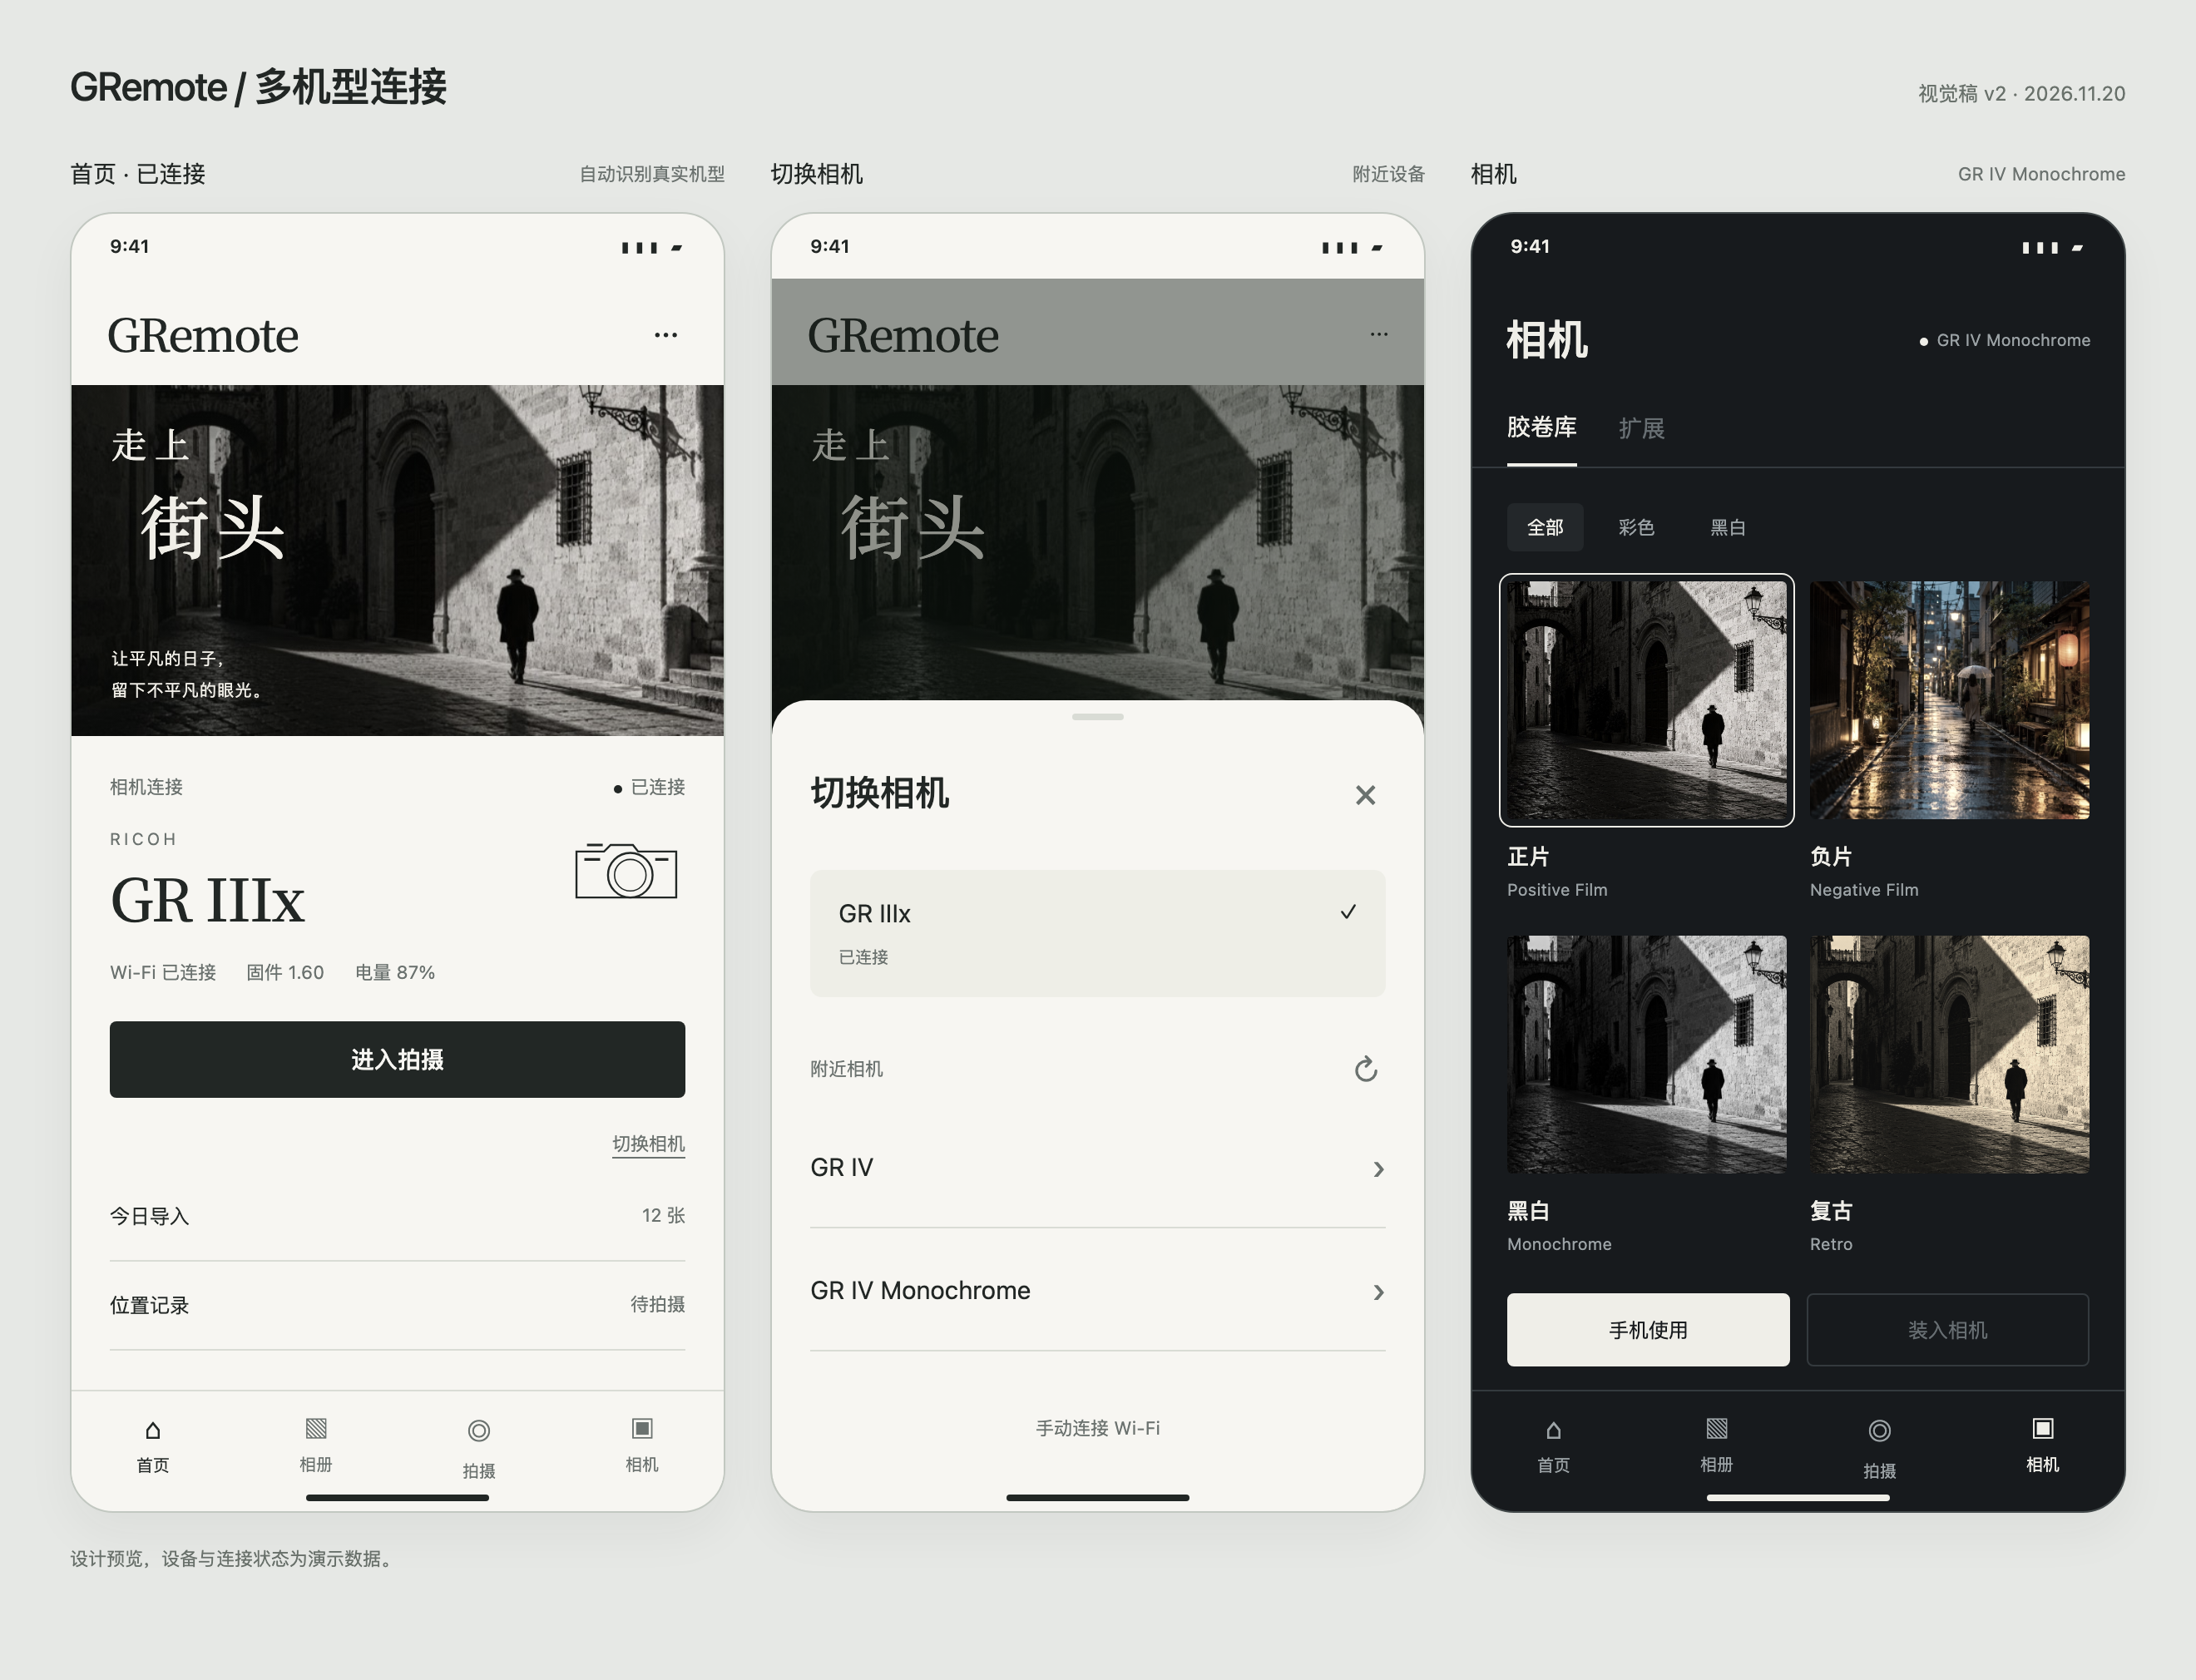 GRemote / 多机型连接
视觉稿 v2 · 2026.11.20
首页 · 已连接
自动识别真实机型
9:41
GRemote
走上
街头
让平凡的日子，
留下不平凡的眼光。
相机连接
已连接
RICOH
GR IIIx
Wi-Fi 已连接 固件 1.60 电量 87%
进入拍摄
切换相机
今日导入 12 张
位置记录 待拍摄
首页 相册 拍摄 相机
切换相机
附近设备
9:41
GRemote
走上
街头
切换相机
GR IIIx
已连接
附近相机
GR IV
GR IV Monochrome
手动连接 Wi-Fi
相机
GR IV Monochrome
9:41
相机
GR IV Monochrome
胶卷库 扩展
全部 彩色 黑白
正片
Positive Film
负片
Negative Film
黑白
Monochrome
复古
Retro
手机使用 装入相机
首页 相册 拍摄 相机
设计预览，设备与连接状态为演示数据。